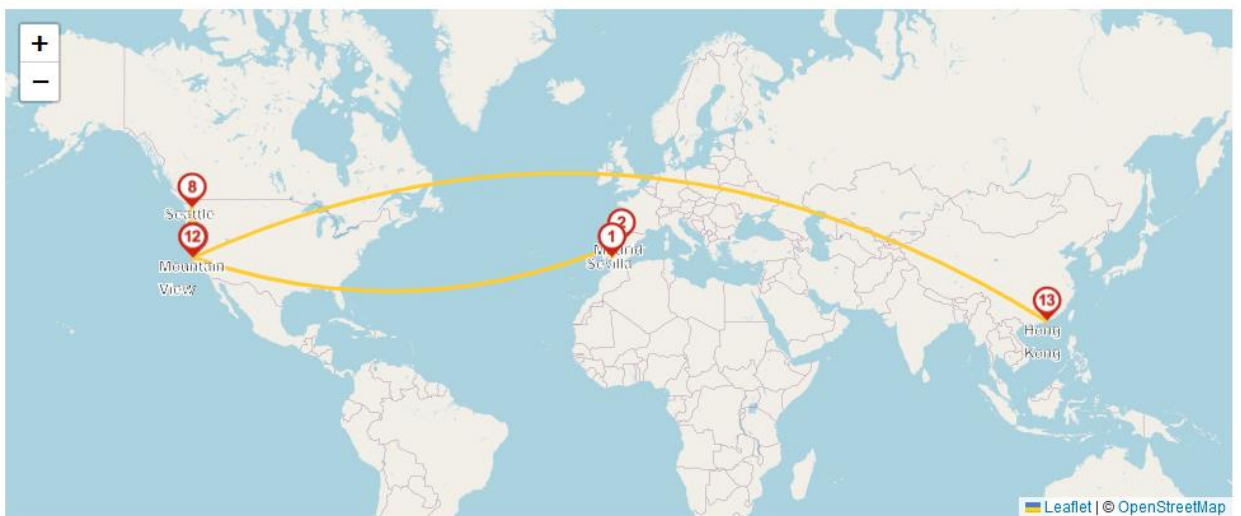 +
−
8
Seattle
12
Mountain
View
2
1
Madrid
Sevilla
13
Hong
Kong
Leaflet | © OpenStreetMap